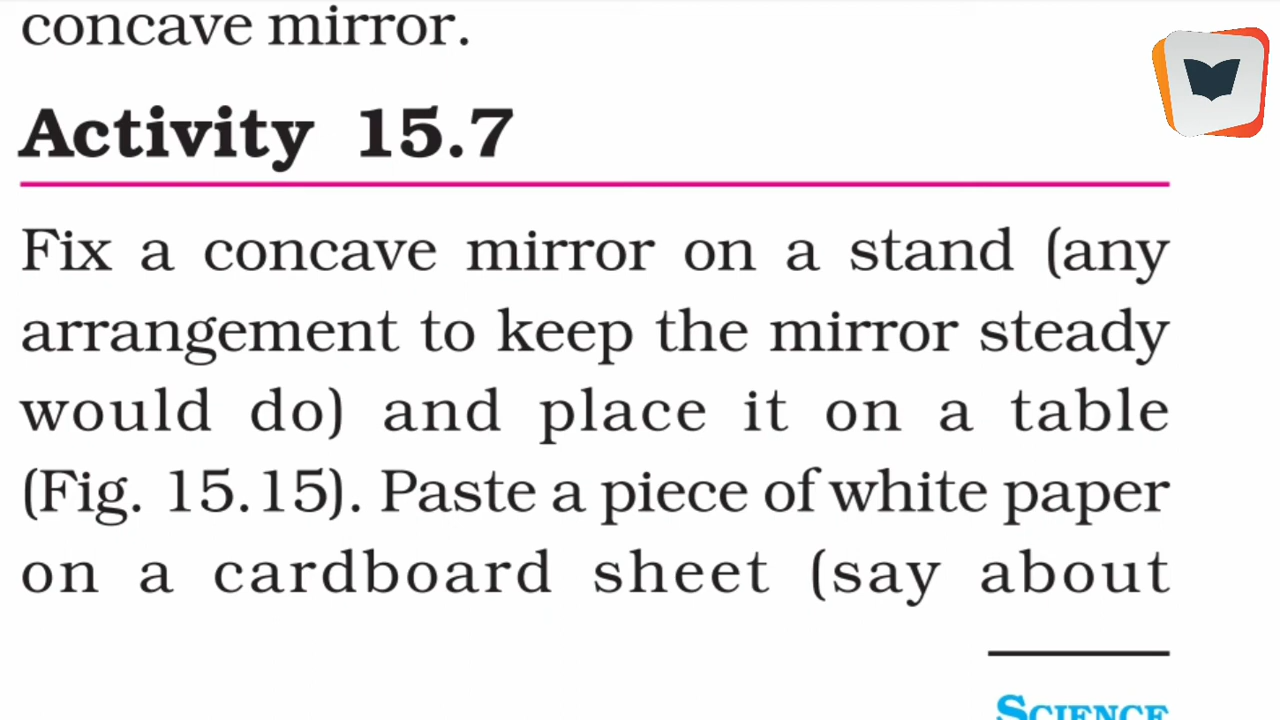 concave mirror.
Activity 15.7
Fix a concave mirror on a stand (any
arrangement to keep the mirror steady
would do) and place it on a table
(Fig. 15.15). Paste a piece of white paper
on a cardboard sheet (say about
SCIENCE